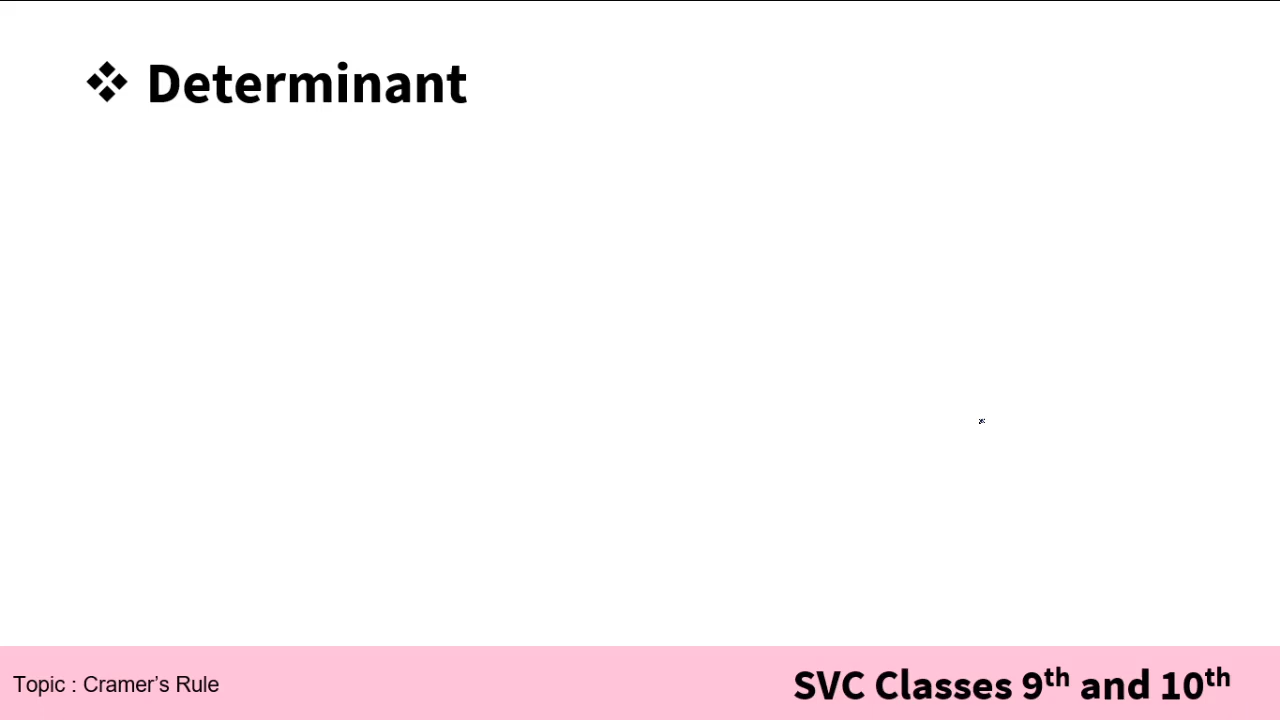 ❖ Determinant
Topic : Cramer’s Rule
SVC Classes 9th and 10th